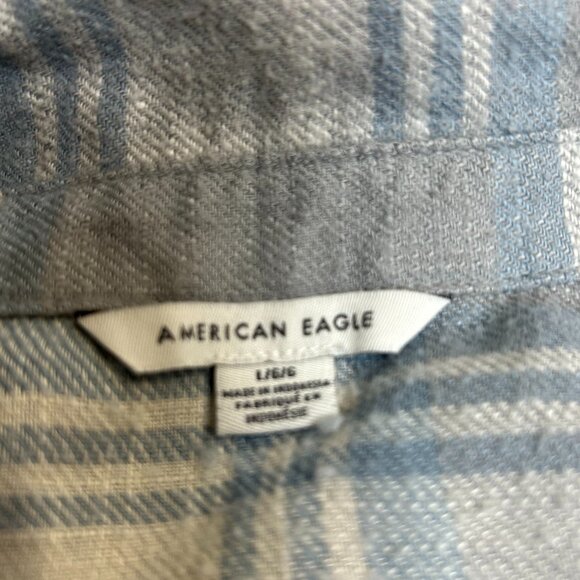 AMERICAN EAGLE
L/G/G
MADE IN INDONESIA
FABRIQUÉ EN
INDONÉSIE